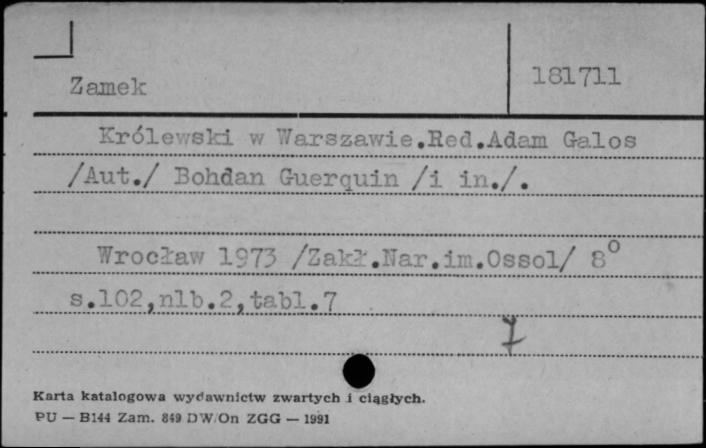 Zamek 181711
Królewski w Warszawie.Red.Adam Galos
/Aut./ Bohdan Guerquin /i in./.
Wrocław 1973 /Zakł.Nar.im.Ossol/ 8°
s.102,nlb.2,tabl.7
7
Karta katalogowa wydawnictw zwartych i ciągłych.
PU — B144 Zam. 849 DW/On ZGG — 1991